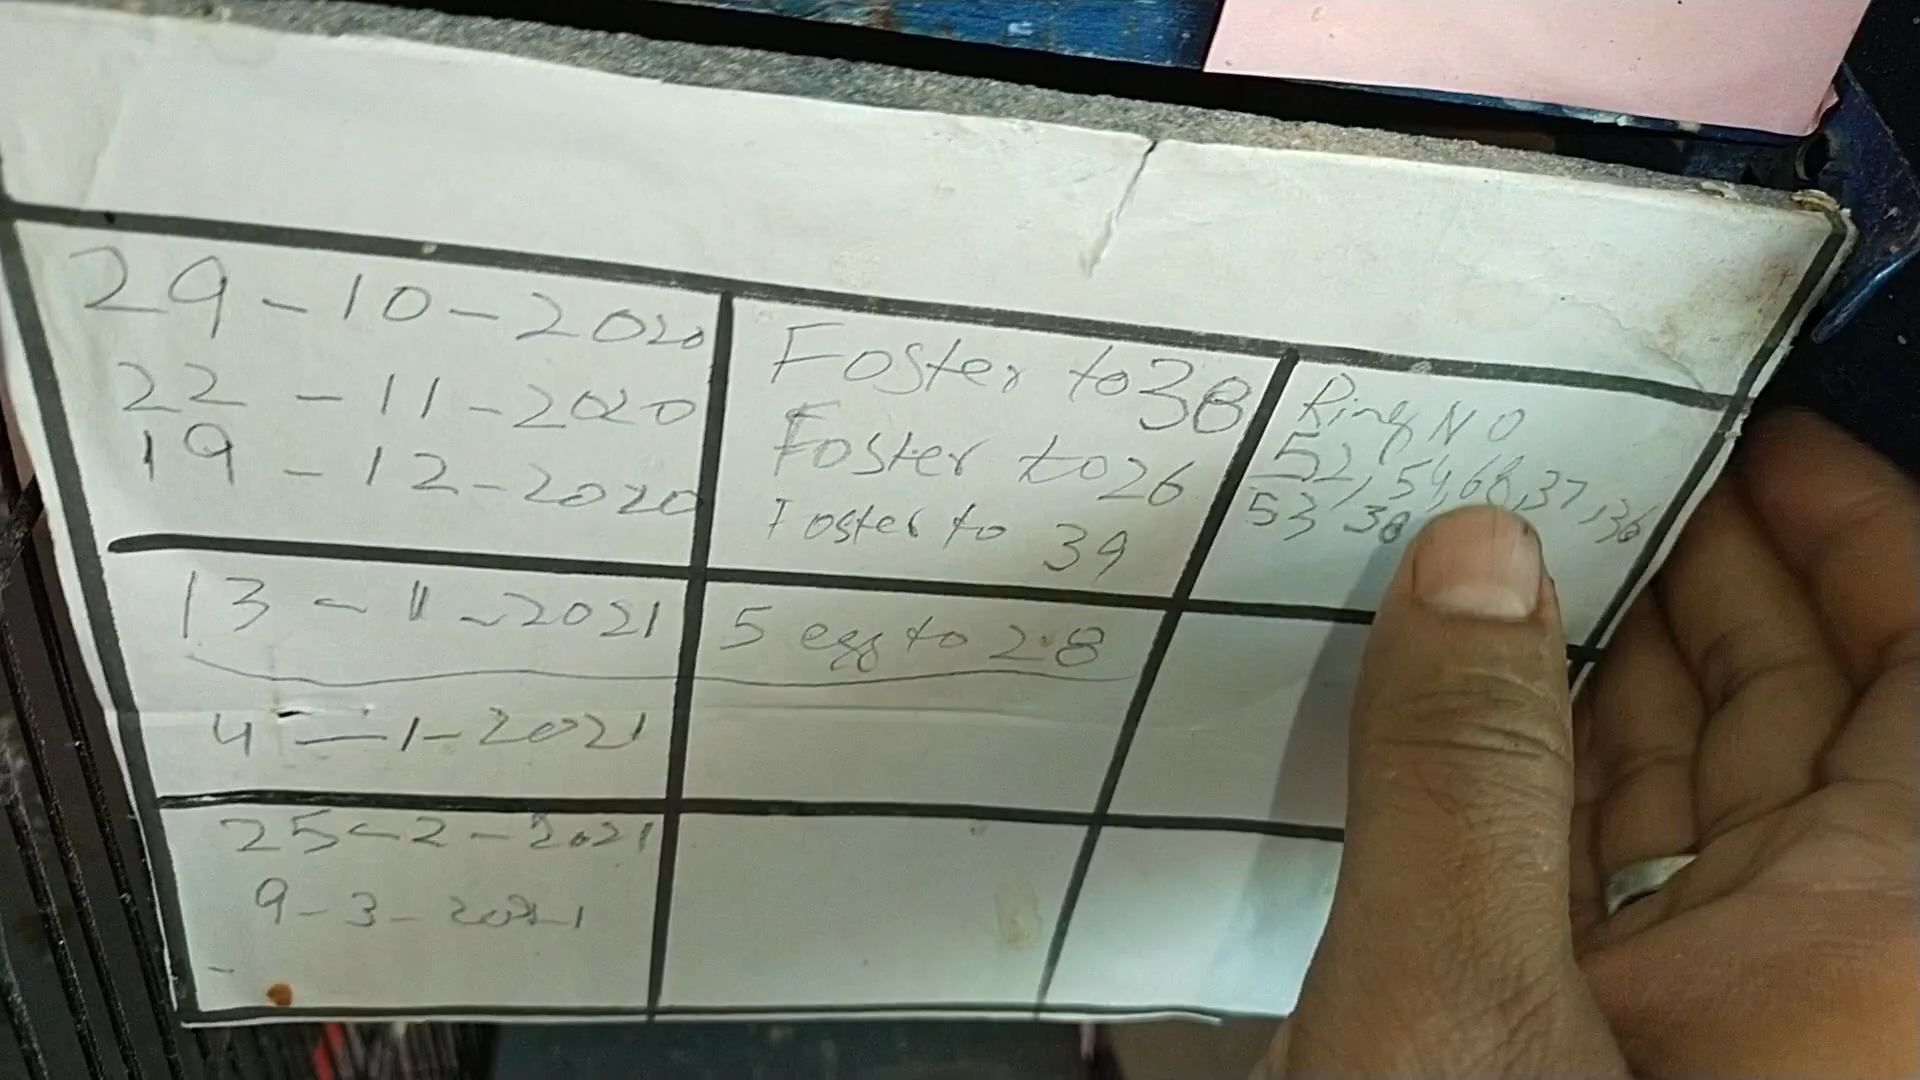 29-10-2020
22-11-2020
19-12-2020
Foster to 38
Foster to 26
Foster to 39
Ring NO
52, 54, 68, 37, 36
53, 38
13-11-2021
5 egg to 28
4-1-2021
25-2-2021
9-3-2021